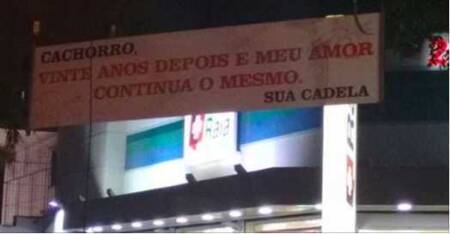 CACHORRO,
VINTE ANOS DEPOIS E MEU AMOR
CONTINUA O MESMO.
SUA CADELA
Raia